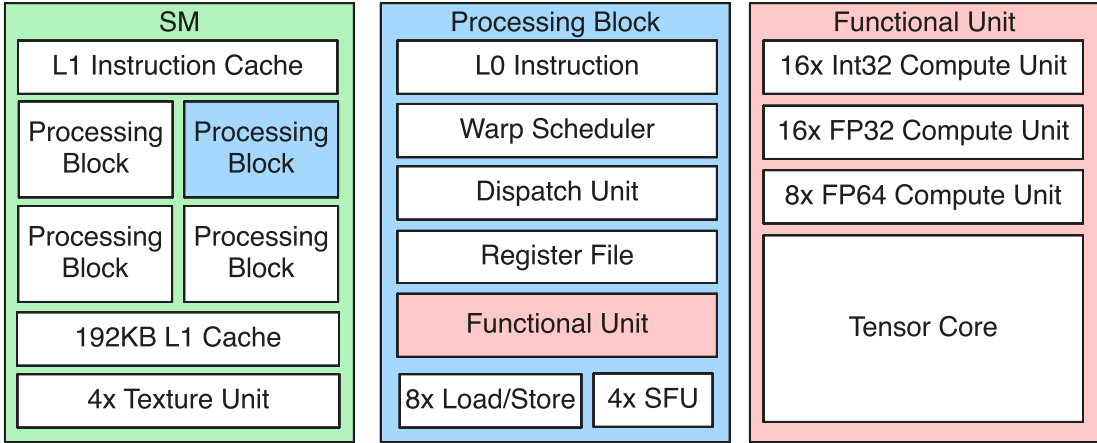 SM
L1 Instruction Cache
Processing
Block
Processing
Block
Processing
Block
Processing
Block
192KB L1 Cache
4x Texture Unit
Processing Block
L0 Instruction
Warp Scheduler
Dispatch Unit
Register File
Functional Unit
8x Load/Store
4x SFU
Functional Unit
16x Int32 Compute Unit
16x FP32 Compute Unit
8x FP64 Compute Unit
Tensor Core